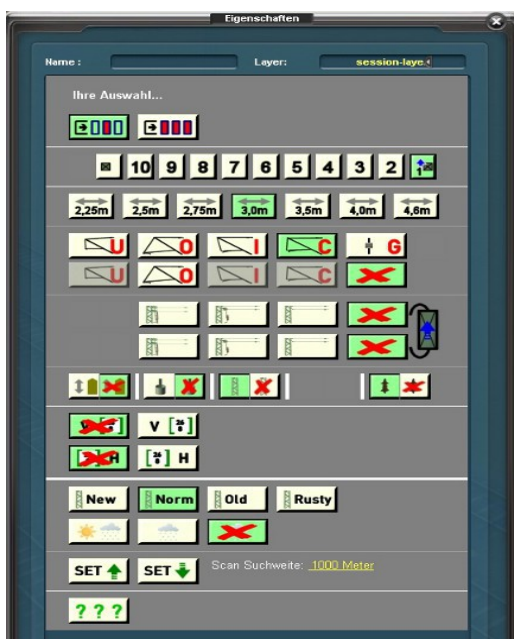 Eigenschaften
Name : Layer: session-laye
Ihre Auswahl...
10 9 8 7 6 5 4 3 2 1
2,25m 2,5m 2,75m 3,0m 3,5m 4,0m 4,6m
U O I C G
U O I C
V
V
H
H
New Norm Old Rusty
SET SET Scan Suchweite: 1000 Meter
? ? ?